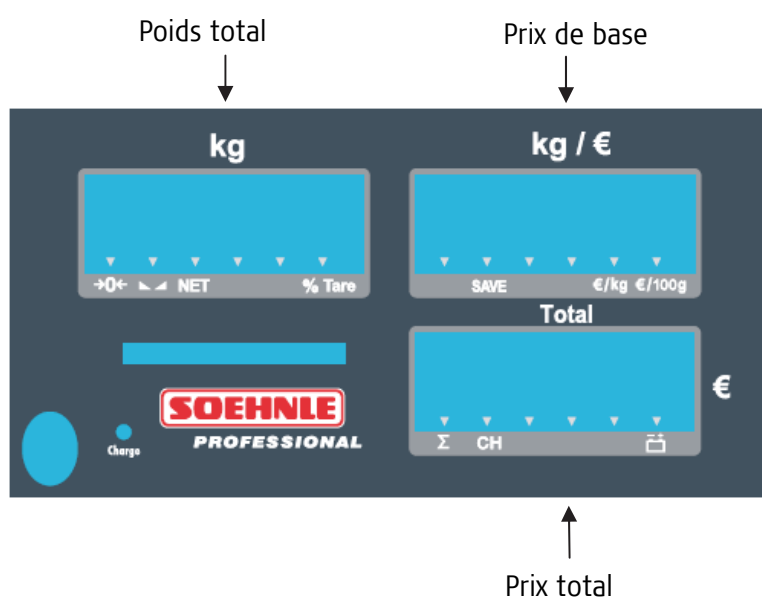 Poids total
Prix de base
kg
kg / €
→0← NET % Tare
SAVE €/kg €/100g
Total
€
SOEHNLE
PROFESSIONAL
Charge
Σ CH
Prix total